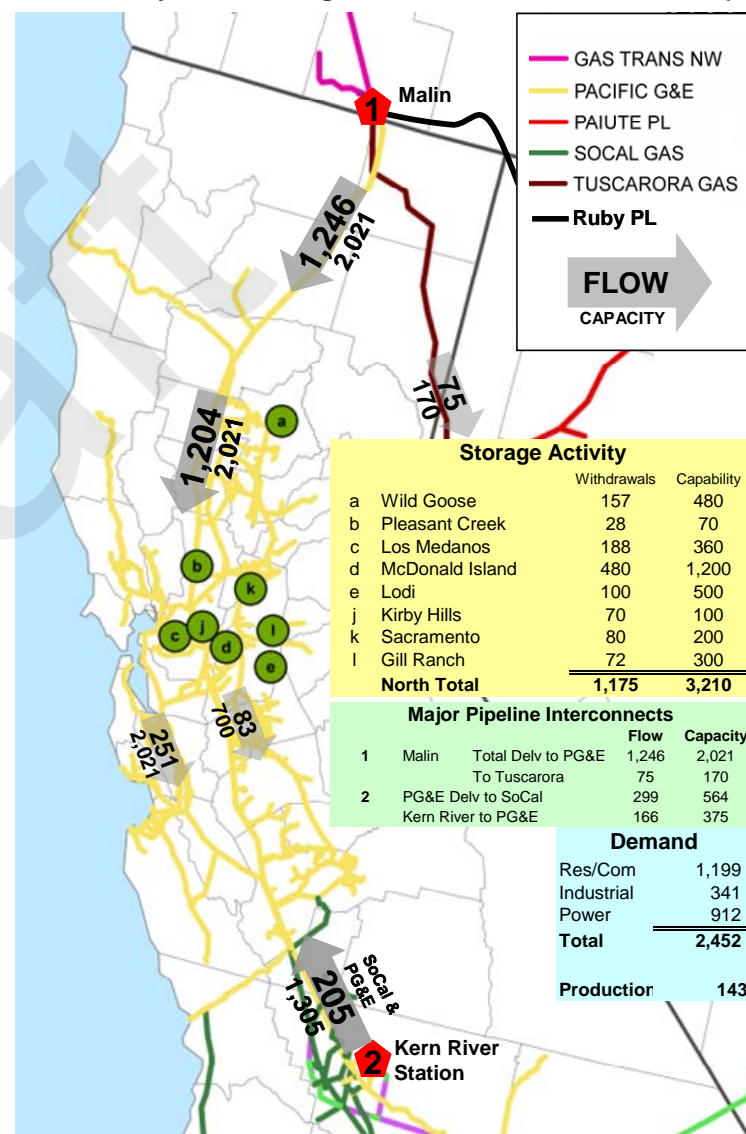 Malin
1
GAS TRANS NW
PACIFIC G&E
PAIUTE PL
SOCAL GAS
TUSCARORA GAS
Ruby PL
FLOW
CAPACITY
1,246
2,021
75
170
1,204
2,021
a
b
k
c
j
d
l
e
Storage Activity
Withdrawals Capability
a Wild Goose 157 480
b Pleasant Creek 28 70
c Los Medanos 188 360
d McDonald Island 480 1,200
e Lodi 100 500
j Kirby Hills 70 100
k Sacramento 80 200
l Gill Ranch 72 300
North Total 1,175 3,210
251
2,021
83
700
Major Pipeline Interconnects
Flow Capacity
1 Malin Total Delv to PG&E 1,246 2,021
To Tuscarora 75 170
2 PG&E Delv to SoCal 299 564
Kern River to PG&E 166 375
Demand
Res/Com 1,199
Industrial 341
Power 912
Total 2,452
Production 143
SoCal &
PG&E
205
1,305
2
Kern River
Station